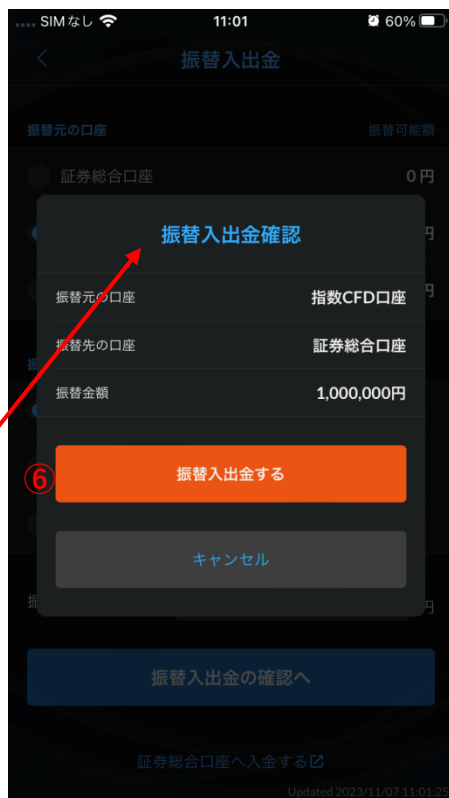 SIMなし 11:01 60%
振替入出金
振替元の口座 振替可能額
証券総合口座 0円
円
振替入出金確認
振替元の口座 指数CFD口座
円
振替先の口座 証券総合口座
振
振替金額 1,000,000円
⑥ 振替入出金する
キャンセル
振 円
振替入出金の確認へ
証券総合口座へ入金する
Updated 2023/11/07 11:01:25